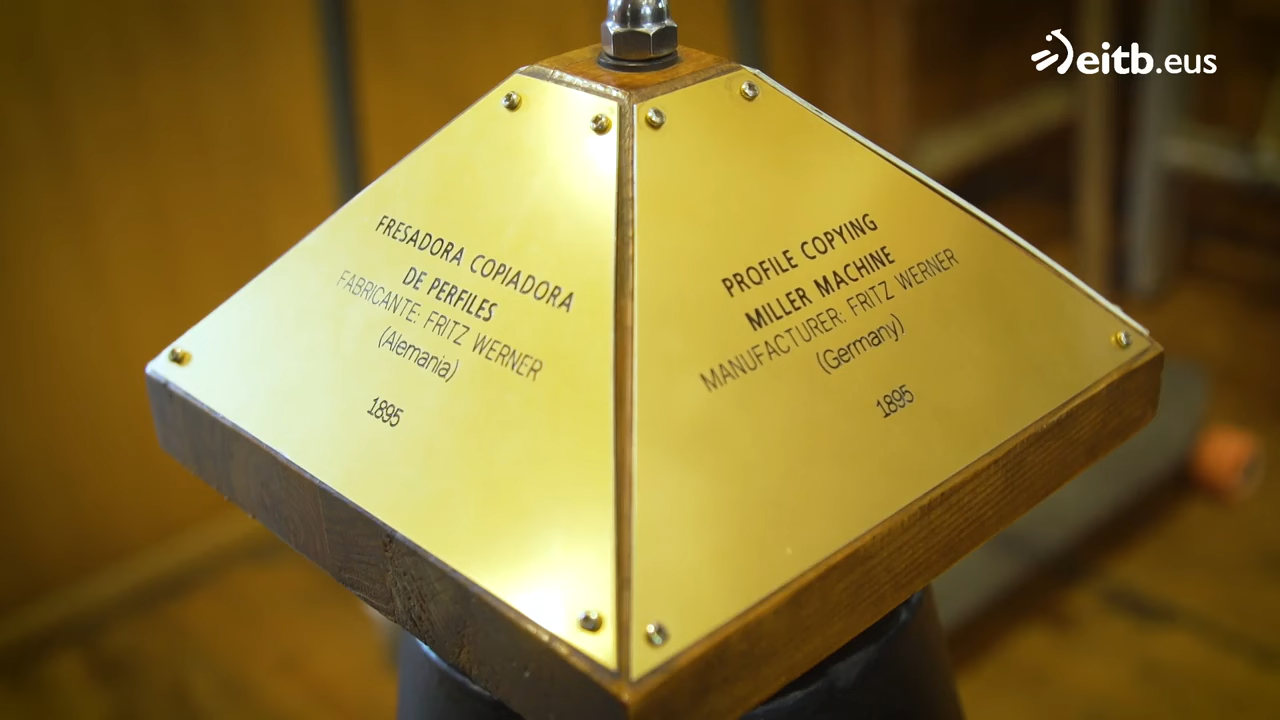 eitb.eus
FRESADORA COPIADORA
DE PERFILES
FABRICANTE: FRITZ WERNER
(Alemania)
1895
PROFILE COPYING
MILLER MACHINE
MANUFACTURER: FRITZ WERNER
(Germany)
1895